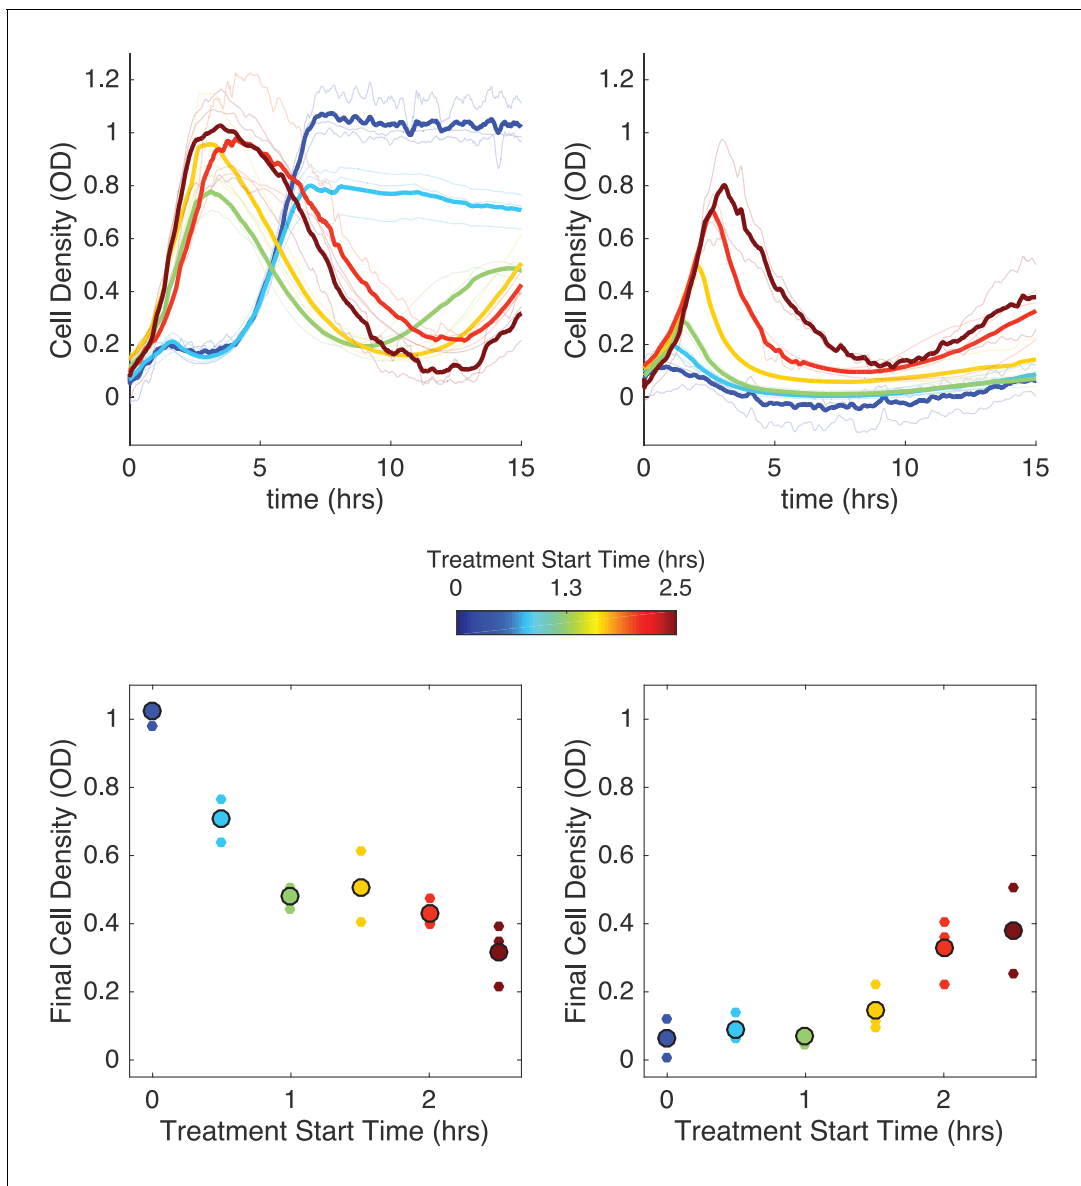 1.2
1
0.8
0.6
0.4
0.2
0
Cell Density (OD)
0 5 10 15
time (hrs)
1.2
1
0.8
0.6
0.4
0.2
0
Cell Density (OD)
0 5 10 15
time (hrs)
Treatment Start Time (hrs)
0 1.3 2.5
1
0.8
0.6
0.4
0.2
0
Final Cell Density (OD)
0 1 2
Treatment Start Time (hrs)
1
0.8
0.6
0.4
0.2
0
Final Cell Density (OD)
0 1 2
Treatment Start Time (hrs)